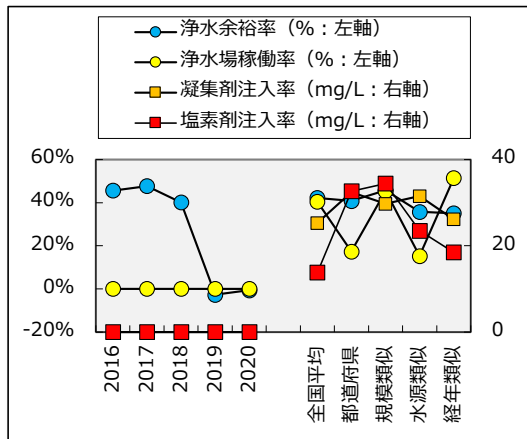 浄水余裕率（%：左軸）
浄水場稼働率（%：左軸）
凝集剤注入率（mg/L：右軸）
塩素剤注入率（mg/L：右軸）
60%
40%
20%
0%
-20%
40
20
0
2016
2017
2018
2019
2020
全国平均
都道府県
規模類似
水源類似
経年類似